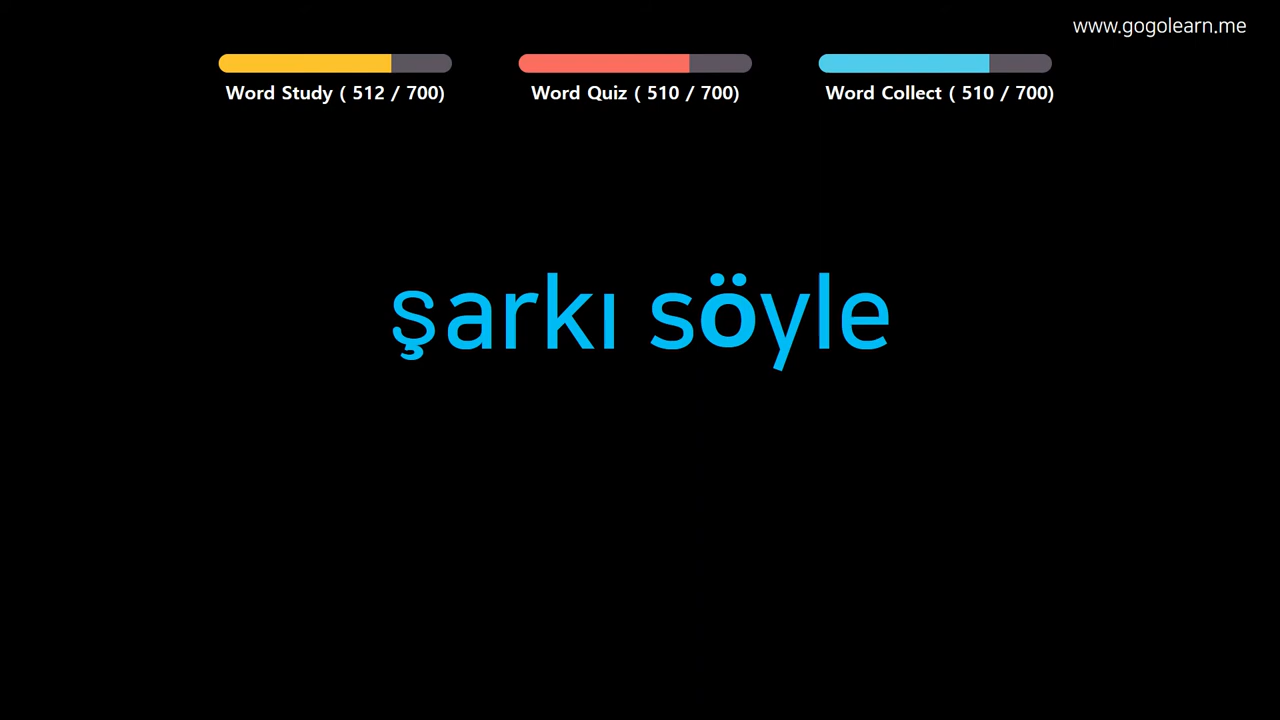 www.gogolearn.me
Word Study ( 512 / 700)
Word Quiz ( 510 / 700)
Word Collect ( 510 / 700)
şarkı söyle